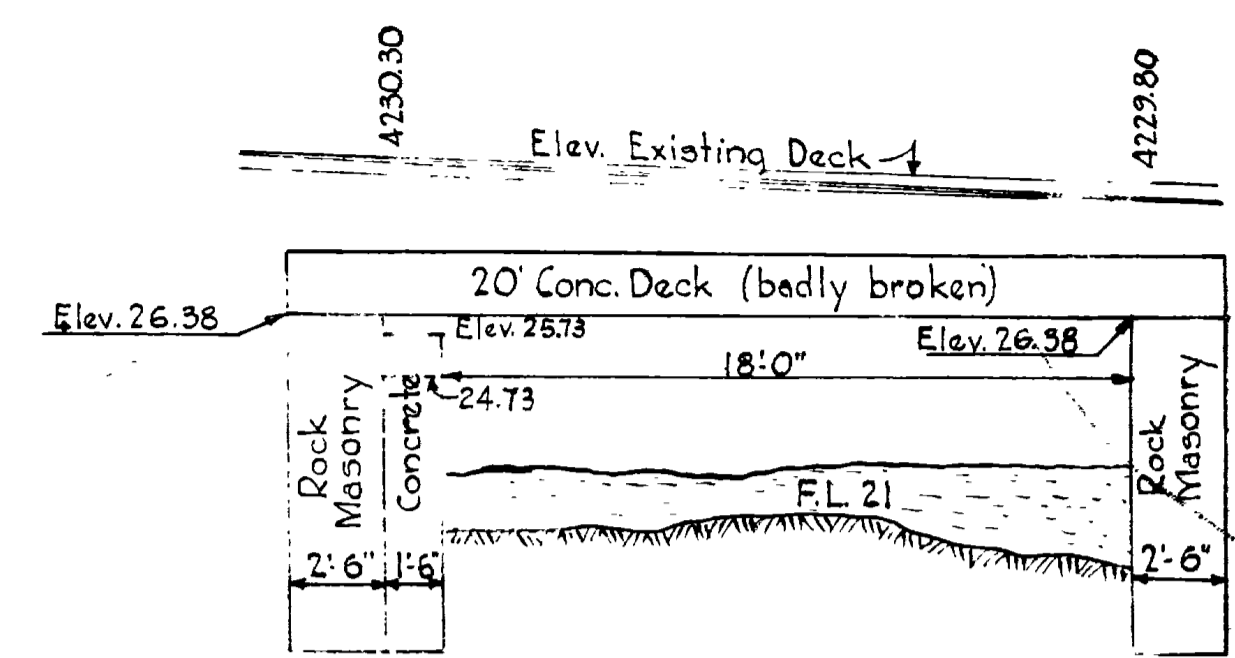 4230.30
4229.80
Elev. Existing Deck
20' Conc. Deck (badly broken)
Elev. 26.38
Elev. 25.73
Elev. 26.38
18'-0"
24.73
Rock
Masonry
Concrete
Rock
Masonry
F.L. 21
2'-6"
1'-6"
2'-6"